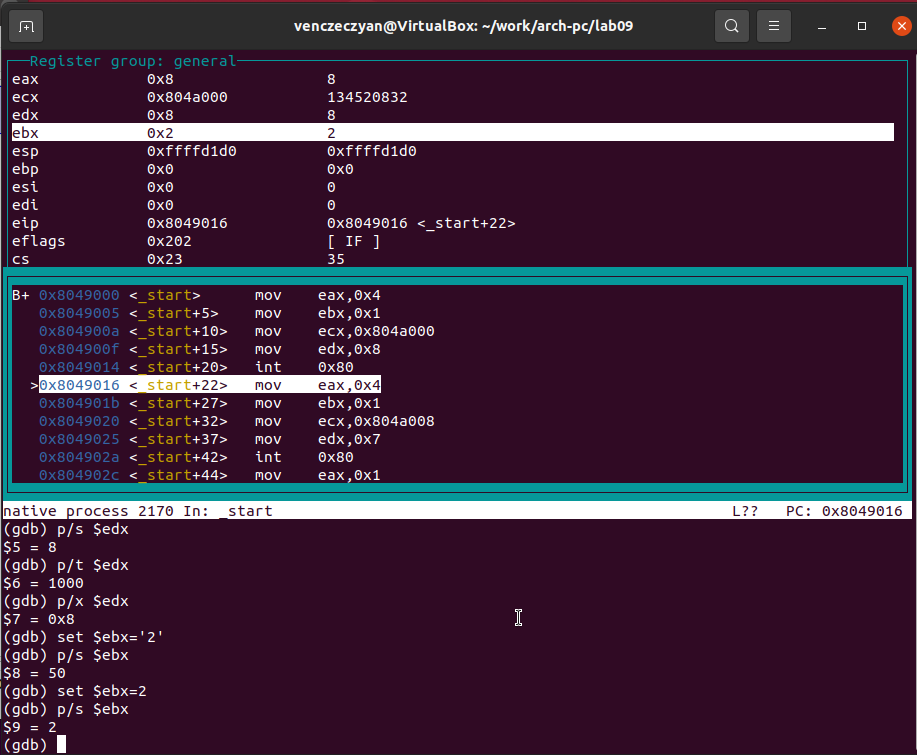 venczeczyan@VirtualBox: ~/work/arch-pc/lab09
Register group: general
eax 0x8 8
ecx 0x804a000 134520832
edx 0x8 8
ebx 0x2 2
esp 0xffffd1d0 0xffffd1d0
ebp 0x0 0x0
esi 0x0 0
edi 0x0 0
eip 0x8049016 0x8049016 <_start+22>
eflags 0x202 [ IF ]
cs 0x23 35
B+ 0x8049000 <_start> mov eax,0x4
0x8049005 <_start+5> mov ebx,0x1
0x804900a <_start+10> mov ecx,0x804a000
0x804900f <_start+15> mov edx,0x8
0x8049014 <_start+20> int 0x80
>0x8049016 <_start+22> mov eax,0x4
0x804901b <_start+27> mov ebx,0x1
0x8049020 <_start+32> mov ecx,0x804a008
0x8049025 <_start+37> mov edx,0x7
0x804902a <_start+42> int 0x80
0x804902c <_start+44> mov eax,0x1
native process 2170 In: _start L?? PC: 0x8049016
(gdb) p/s $edx
$5 = 8
(gdb) p/t $edx
$6 = 1000
(gdb) p/x $edx
$7 = 0x8
(gdb) set $ebx='2'
(gdb) p/s $ebx
$8 = 50
(gdb) set $ebx=2
(gdb) p/s $ebx
$9 = 2
(gdb)